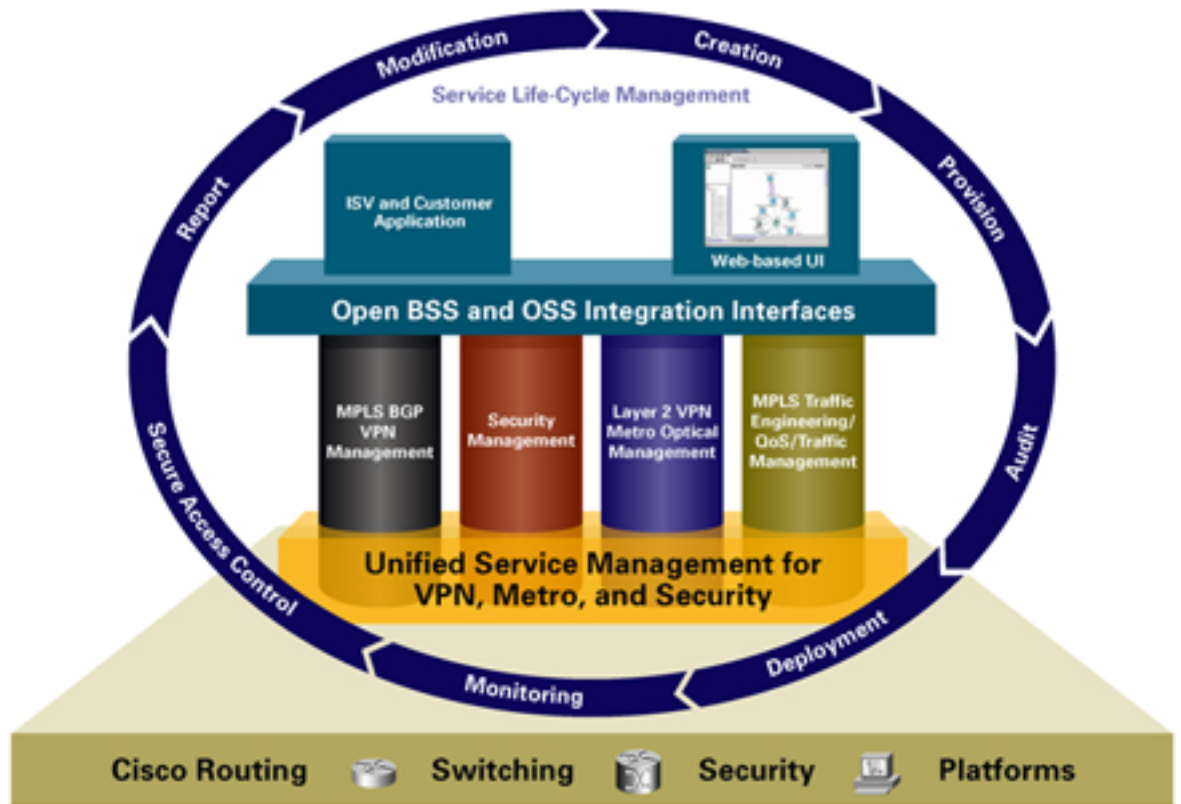 Modification
Creation
Service Life-Cycle Management
Provision
Report
ISV and Customer
Application
Web-based UI
Open BSS and OSS Integration Interfaces
MPLS BGP
VPN
Management
Security
Management
Layer 2 VPN
Metro Optical
Management
MPLS Traffic
Engineering/
QoS/Traffic
Management
Audit
Secure Access Control
Unified Service Management for
VPN, Metro, and Security
Deployment
Monitoring
Cisco Routing Switching Security Platforms